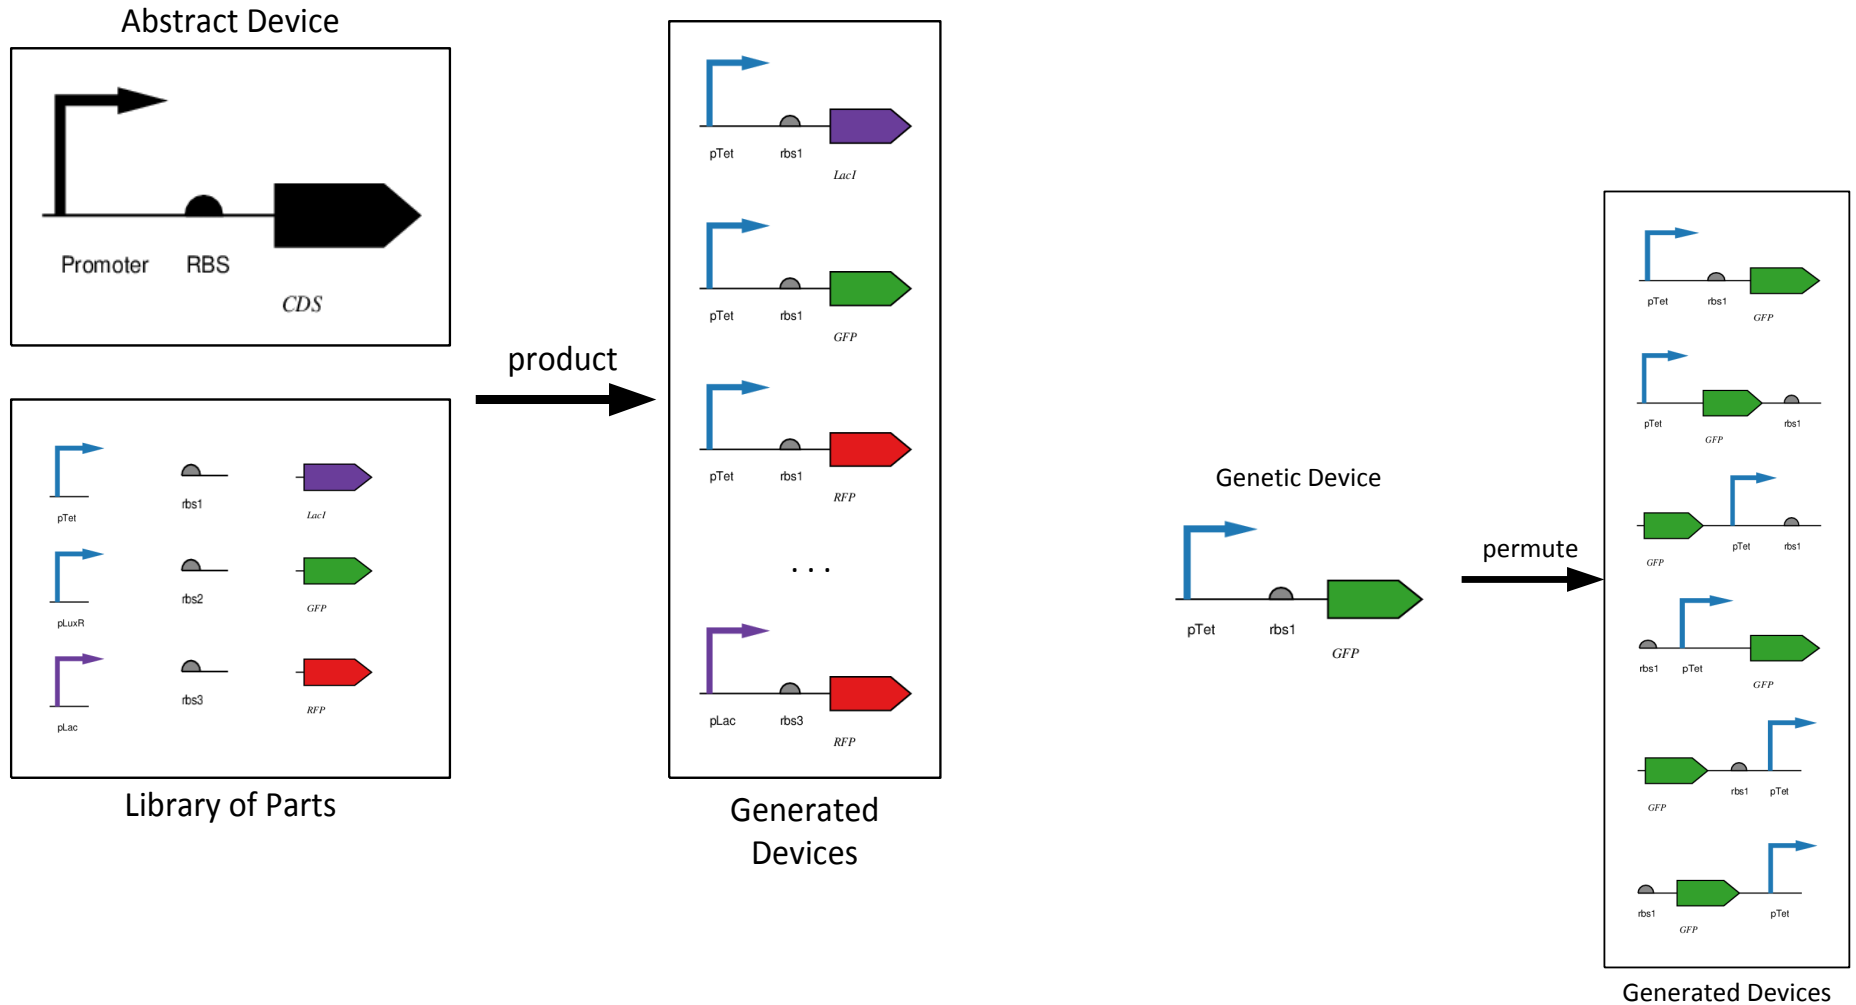 Abstract Device
Promoter RBS
CDS
pTet rbs1 LacI
pLuxR rbs2 GFP
pLac rbs3 RFP
Library of Parts
product
pTet rbs1
LacI
pTet rbs1
GFP
pTet rbs1
RFP
...
pLac rbs3
RFP
Generated
Devices
Genetic Device
pTet rbs1
GFP
permute
pTet rbs1
GFP
pTet rbs1
GFP
pTet rbs1
GFP
rbs1 pTet
GFP
rbs1 pTet
GFP
rbs1 pTet
GFP
Generated Devices